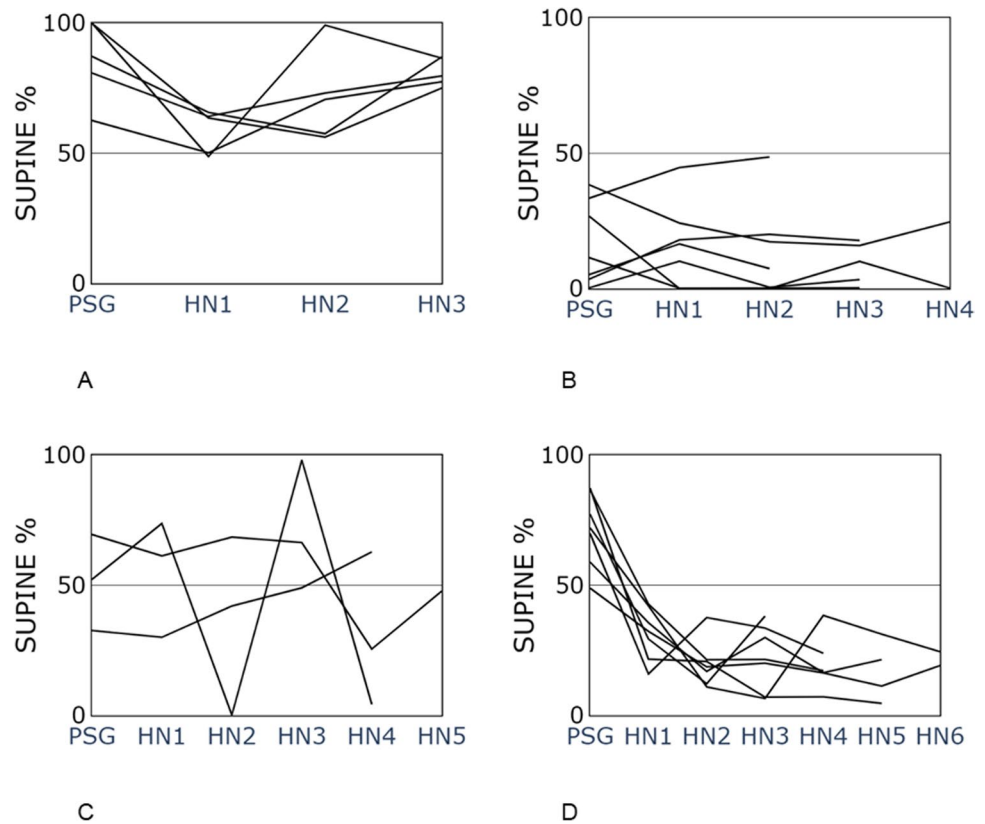 100
50
0
SUPINE %
PSG HN1 HN2 HN3
A
100
50
0
SUPINE %
PSG HN1 HN2 HN3 HN4
B
100
50
0
SUPINE %
PSG HN1 HN2 HN3 HN4 HN5
C
100
50
0
SUPINE %
PSG HN1 HN2 HN3 HN4 HN5 HN6
D